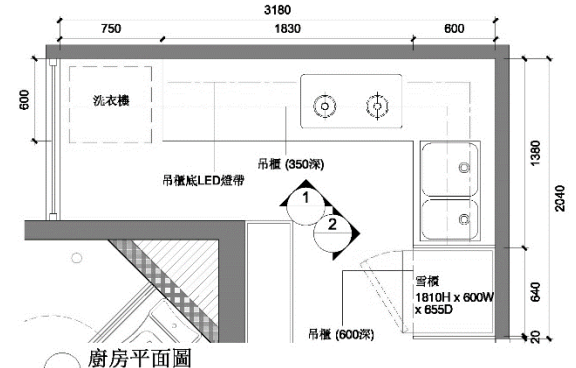 3180
750
1830
600
600
洗衣機
吊櫃 (350深)
吊櫃底LED燈帶
1380
2040
1
2
雪櫃
1810H x 600W
x 655D
640
吊櫃 (600深)
20
廚房平面圖